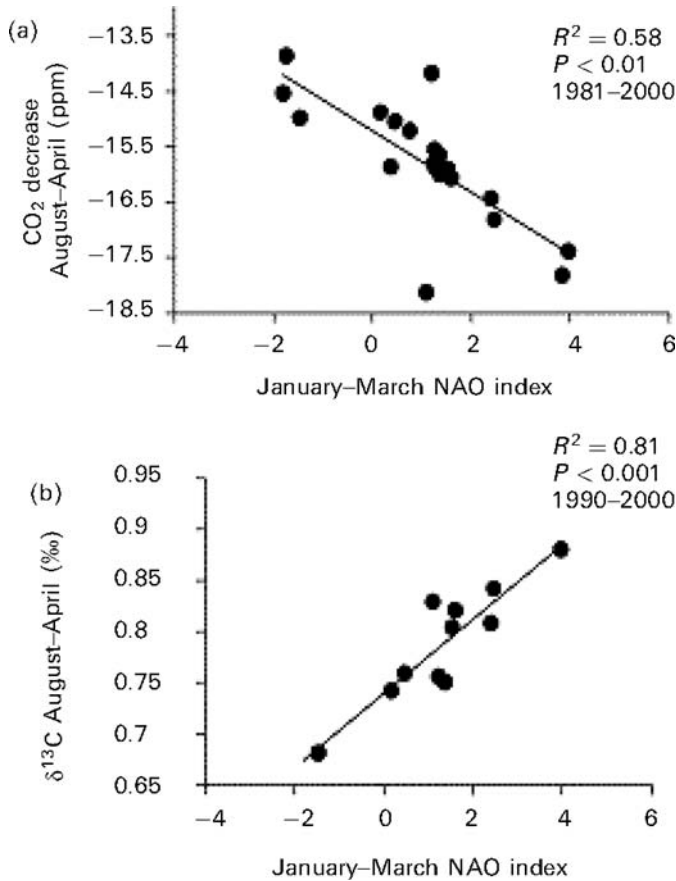 (a)
R² = 0.58
P < 0.01
1981–2000
CO₂ decrease
August–April (ppm)
−13.5
−14.5
−15.5
−16.5
−17.5
−18.5
−4
−2
0
2
4
6
January–March NAO index
(b)
R² = 0.81
P < 0.001
1990–2000
δ¹³C August–April (‰)
0.95
0.9
0.85
0.8
0.75
0.7
0.65
−4
−2
0
2
4
6
January–March NAO index